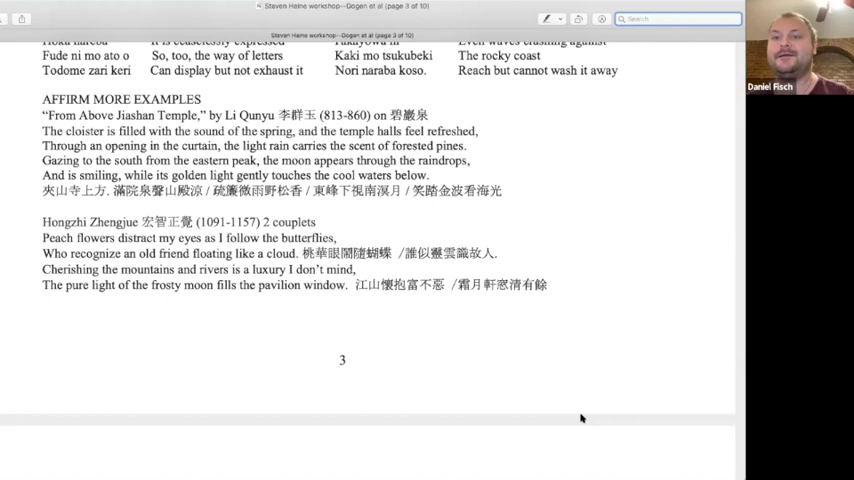 Steven Heine workshop--Dogen et al (page 3 of 10)
Search
Steven Heine workshop--Dogen et al (page 3 of 10)
Fude ni mo ato o So, too, the way of letters Kaki mo tsukubeki The rocky coast
Todome zari keri Can display but not exhaust it Nori naraba koso. Reach but cannot wash it away
AFFIRM MORE EXAMPLES
“From Above Jiashan Temple,” by Li Qunyu 李群玉 (813-860) on 碧巖泉
The cloister is filled with the sound of the spring, and the temple halls feel refreshed,
Through an opening in the curtain, the light rain carries the scent of forested pines.
Gazing to the south from the eastern peak, the moon appears through the raindrops,
And is smiling, while its golden light gently touches the cool waters below.
夾山寺上方. 滿院泉聲山殿涼 / 疏簾微雨野松香 / 東峰下視南溟月 / 笑踏金波看海光
Hongzhi Zhengjue 宏智正覺 (1091-1157) 2 couplets
Peach flowers distract my eyes as I follow the butterflies,
Who recognize an old friend floating like a cloud. 桃華眼鬧隨蝴蝶 /誰似靈雲識故人.
Cherishing the mountains and rivers is a luxury I don’t mind,
The pure light of the frosty moon fills the pavilion window. 江山懷抱富不惡 /霜月軒窓清有餘
3
Daniel Fisch